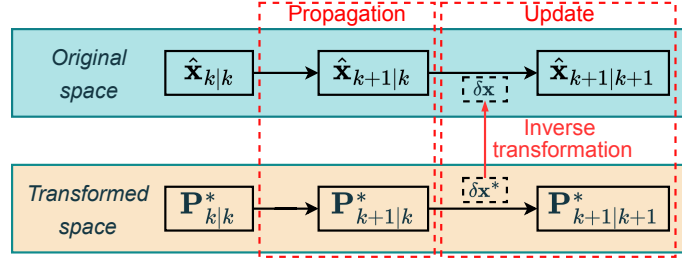 Propagation
Update
Original
space
x̂_{k|k}
x̂_{k+1|k}
δx
x̂_{k+1|k+1}
Inverse
transformation
Transformed
space
P*_{k|k}
P*_{k+1|k}
δx*
P*_{k+1|k+1}